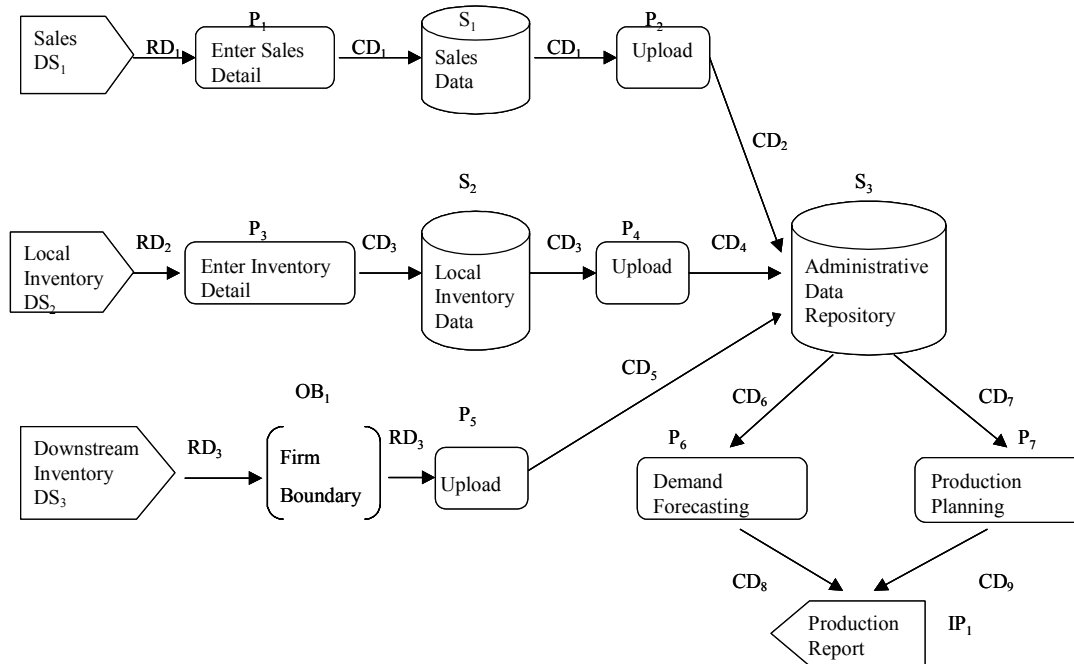 Sales
DS₁
RD₁
P₁
Enter Sales
Detail
CD₁
S₁
Sales
Data
CD₁
P₂
Upload
CD₂
Local
Inventory
DS₂
RD₂
P₃
Enter Inventory
Detail
CD₃
S₂
Local
Inventory
Data
CD₃
P₄
Upload
CD₄
S₃
Administrative
Data
Repository
Downstream
Inventory
DS₃
RD₃
OB₁
Firm
Boundary
RD₃
P₅
Upload
CD₅
CD₆
CD₇
P₆
Demand
Forecasting
P₇
Production
Planning
CD₈
CD₉
Production
Report
IP₁